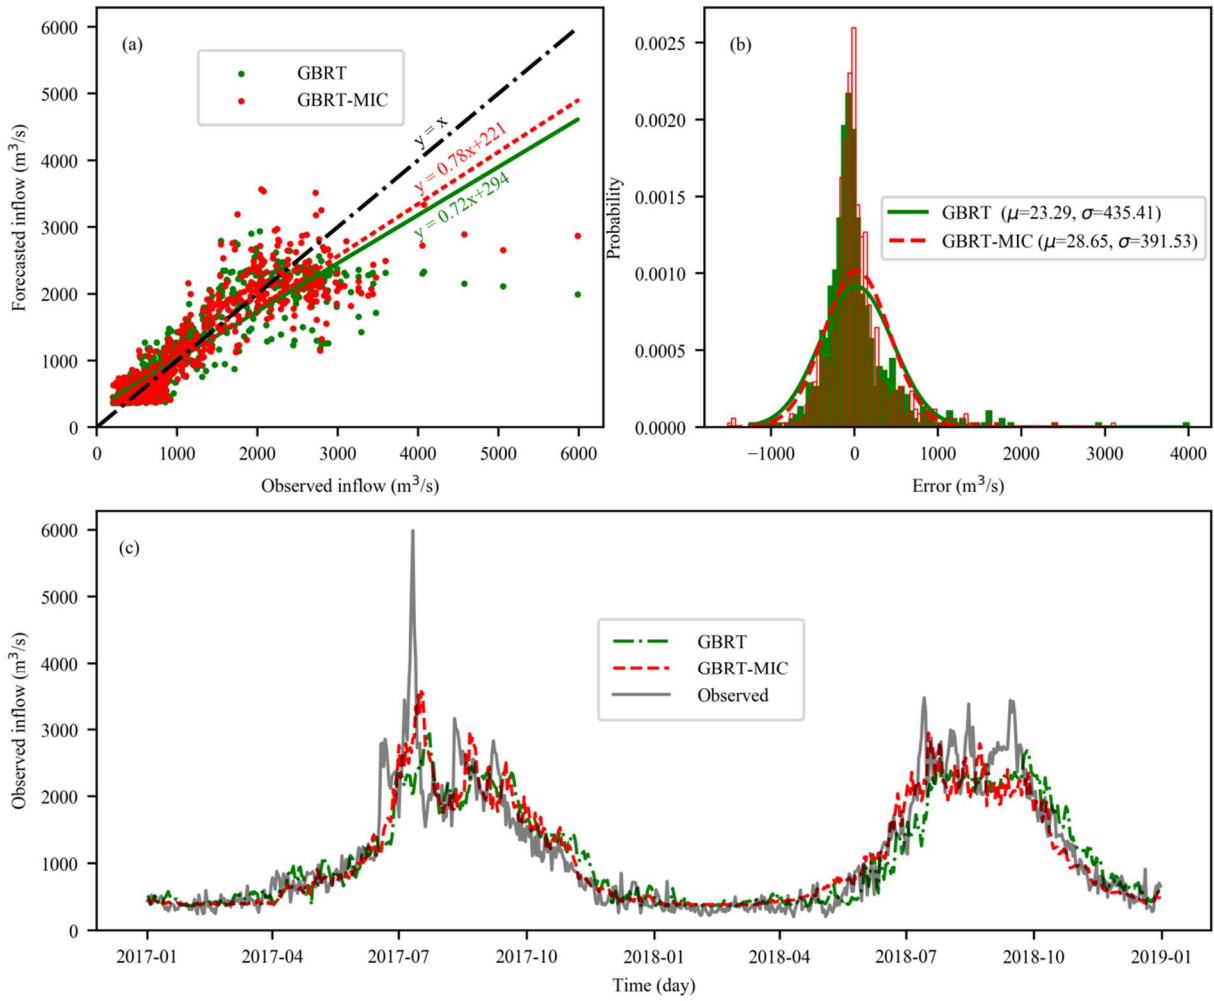 (a)
GBRT
GBRT-MIC
y = x
y = 0.78x+221
y = 0.72x+294
6000
5000
4000
3000
2000
1000
0
Forecasted inflow (m³/s)
0 1000 2000 3000 4000 5000 6000
Observed inflow (m³/s)
(b)
0.0025
0.0020
0.0015
0.0010
0.0005
0.0000
Probability
GBRT (μ=23.29, σ=435.41)
GBRT-MIC (μ=28.65, σ=391.53)
−1000 0 1000 2000 3000 4000
Error (m³/s)
(c)
6000
5000
4000
3000
2000
1000
0
Observed inflow (m³/s)
GBRT
GBRT-MIC
Observed
2017-01 2017-04 2017-07 2017-10 2018-01 2018-04 2018-07 2018-10 2019-01
Time (day)